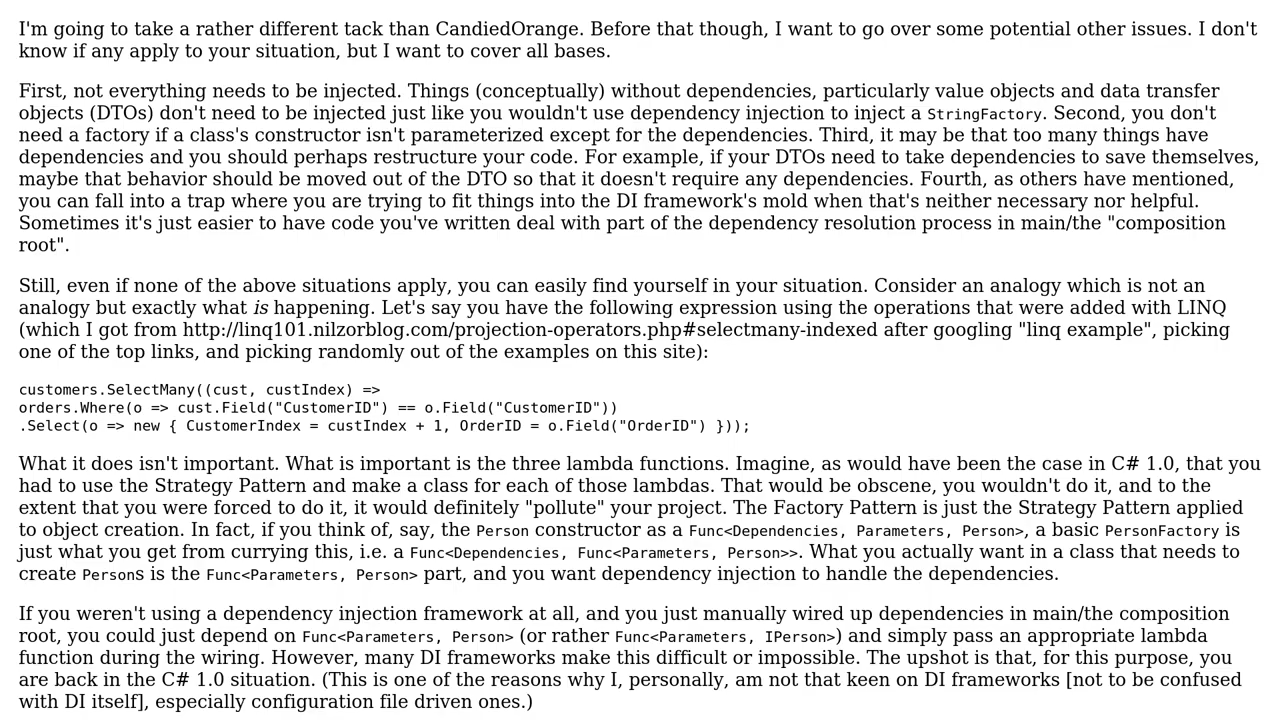 I'm going to take a rather different tack than CandiedOrange. Before that though, I want to go over some potential other issues. I don't
know if any apply to your situation, but I want to cover all bases.
First, not everything needs to be injected. Things (conceptually) without dependencies, particularly value objects and data transfer
objects (DTOs) don't need to be injected just like you wouldn't use dependency injection to inject a StringFactory. Second, you don't
need a factory if a class's constructor isn't parameterized except for the dependencies. Third, it may be that too many things have
dependencies and you should perhaps restructure your code. For example, if your DTOs need to take dependencies to save themselves,
maybe that behavior should be moved out of the DTO so that it doesn't require any dependencies. Fourth, as others have mentioned,
you can fall into a trap where you are trying to fit things into the DI framework's mold when that's neither necessary nor helpful.
Sometimes it's just easier to have code you've written deal with part of the dependency resolution process in main/the "composition
root".
Still, even if none of the above situations apply, you can easily find yourself in your situation. Consider an analogy which is not an
analogy but exactly what is happening. Let's say you have the following expression using the operations that were added with LINQ
(which I got from http://linq101.nilzorblog.com/projection-operators.php#selectmany-indexed after googling "linq example", picking
one of the top links, and picking randomly out of the examples on this site):
customers.SelectMany((cust, custIndex) =>
orders.Where(o => cust.Field("CustomerID") == o.Field("CustomerID"))
.Select(o => new { CustomerIndex = custIndex + 1, OrderID = o.Field("OrderID") }));
What it does isn't important. What is important is the three lambda functions. Imagine, as would have been the case in C# 1.0, that you
had to use the Strategy Pattern and make a class for each of those lambdas. That would be obscene, you wouldn't do it, and to the
extent that you were forced to do it, it would definitely "pollute" your project. The Factory Pattern is just the Strategy Pattern applied
to object creation. In fact, if you think of, say, the Person constructor as a Func<Dependencies, Parameters, Person>, a basic PersonFactory is
just what you get from currying this, i.e. a Func<Dependencies, Func<Parameters, Person>>. What you actually want in a class that needs to
create Persons is the Func<Parameters, Person> part, and you want dependency injection to handle the dependencies.
If you weren't using a dependency injection framework at all, and you just manually wired up dependencies in main/the composition
root, you could just depend on Func<Parameters, Person> (or rather Func<Parameters, IPerson>) and simply pass an appropriate lambda
function during the wiring. However, many DI frameworks make this difficult or impossible. The upshot is that, for this purpose, you
are back in the C# 1.0 situation. (This is one of the reasons why I, personally, am not that keen on DI frameworks [not to be confused
with DI itself], especially configuration file driven ones.)